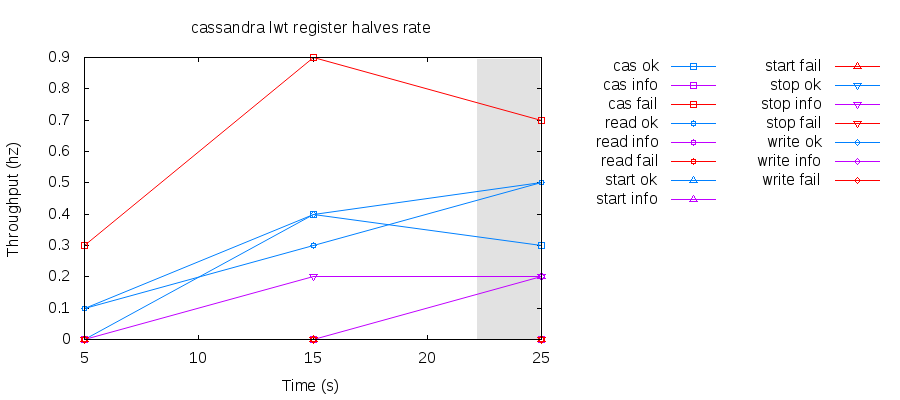 cassandra lwt register halves rate
Throughput (hz)
0.9
0.8
0.7
0.6
0.5
0.4
0.3
0.2
0.1
0
5 10 15 20 25
Time (s)
cas ok
cas info
cas fail
read ok
read info
read fail
start ok
start info
start fail
stop ok
stop info
stop fail
write ok
write info
write fail